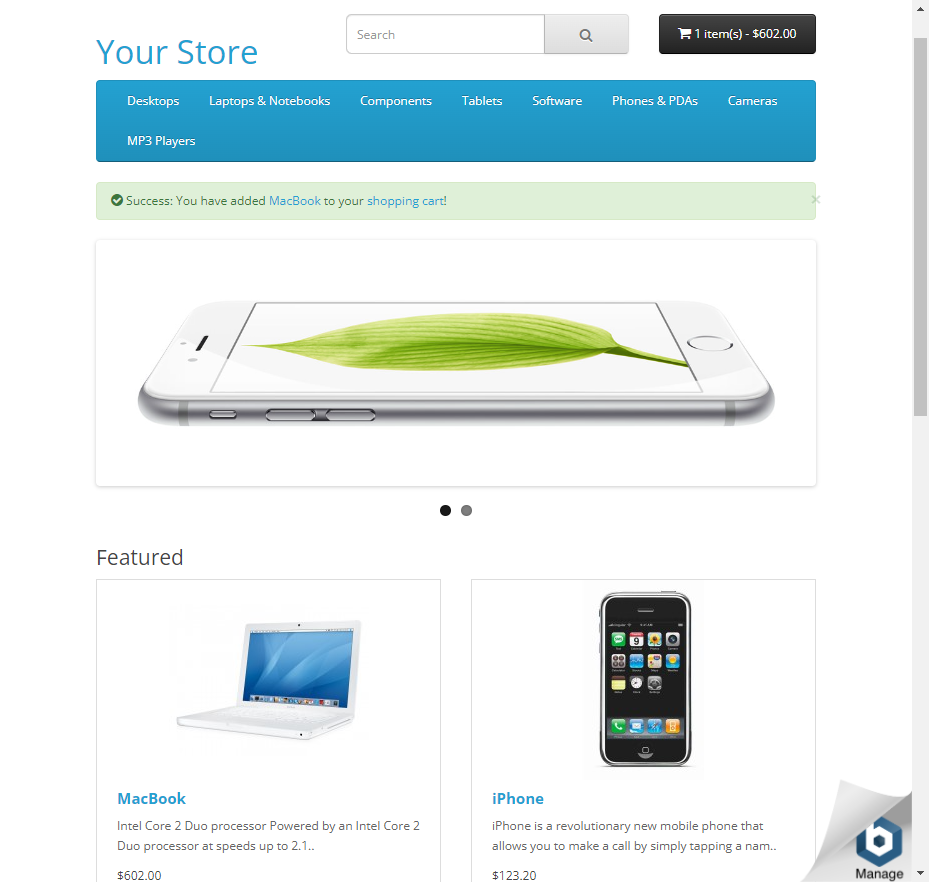 Your Store
Search
1 item(s) - $602.00
Desktops
Laptops & Notebooks
Components
Tablets
Software
Phones & PDAs
Cameras
MP3 Players
Success: You have added MacBook to your shopping cart!
×
Featured
MacBook
Intel Core 2 Duo processor Powered by an Intel Core 2
Duo processor at speeds up to 2.1..
$602.00
iPhone
iPhone is a revolutionary new mobile phone that
allows you to make a call by simply tapping a nam..
$123.20
Manage